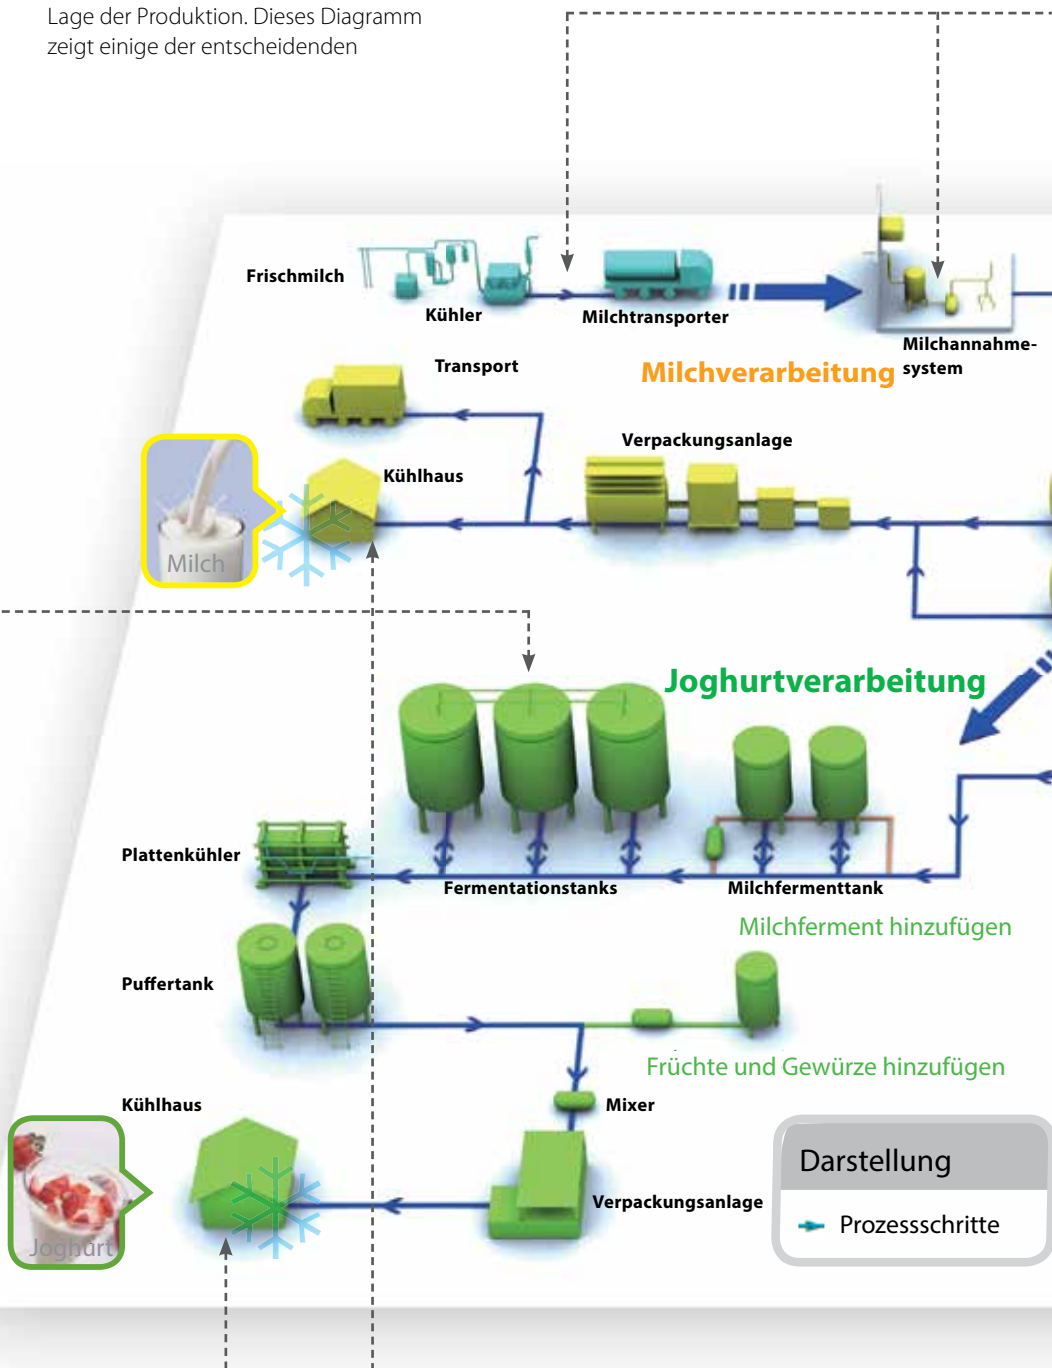 Lage der Produktion. Dieses Diagramm
zeigt einige der entscheidenden
Frischmilch
Kühler
Milchtransporter
Milchannahme-
system
Milchverarbeitung
Transport
Verpackungsanlage
Kühlhaus
Milch
Joghurtverarbeitung
Plattenkühler
Fermentationstanks
Milchfermenttank
Milchferment hinzufügen
Puffertank
Früchte und Gewürze hinzufügen
Kühlhaus
Mixer
Verpackungsanlage
Joghurt
Darstellung
Prozessschritte